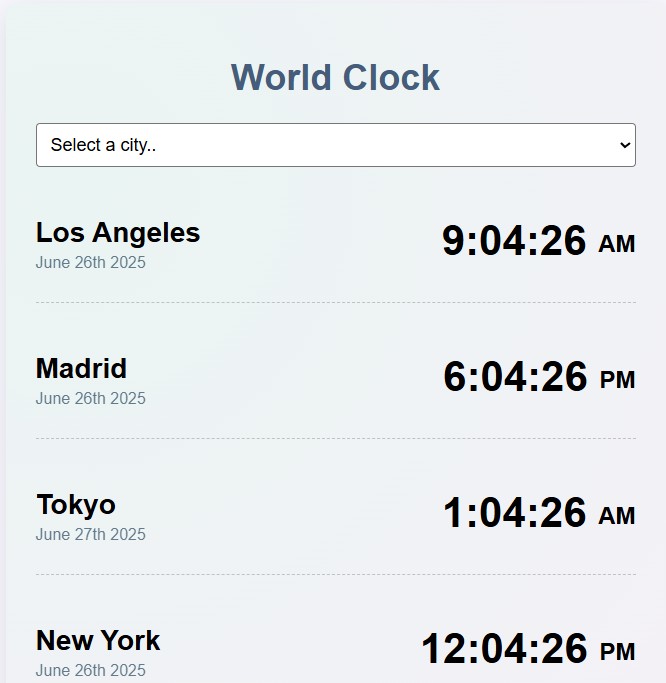 World Clock
Select a city..
Los Angeles
9:04:26 AM
June 26th 2025
Madrid
6:04:26 PM
June 26th 2025
Tokyo
1:04:26 AM
June 27th 2025
New York
12:04:26 PM
June 26th 2025